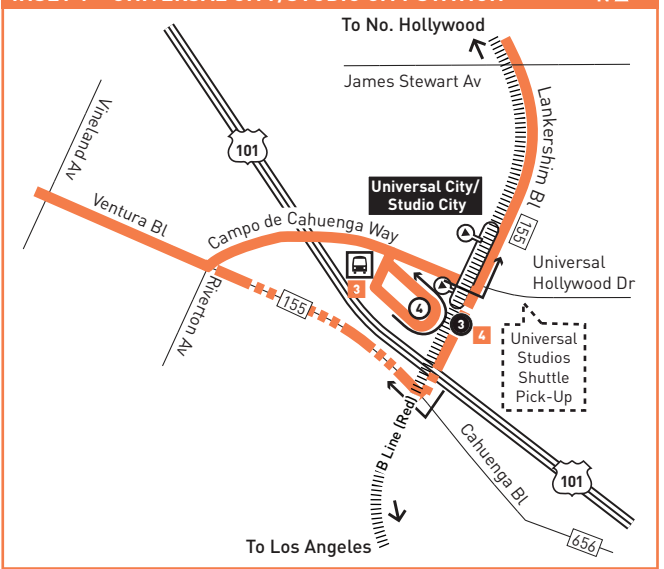 To No. Hollywood
James Stewart Av
Lankershim Bl
Vineland Av
101
Universal City/
Studio City
Ventura Bl
Campo de Cahuenga Way
155
3
4
Universal
Hollywood Dr
155
Riverton Av
3
4
Universal
Studios
Shuttle
Pick-Up
B Line (Red)
Cahuenga Bl
101
656
To Los Angeles